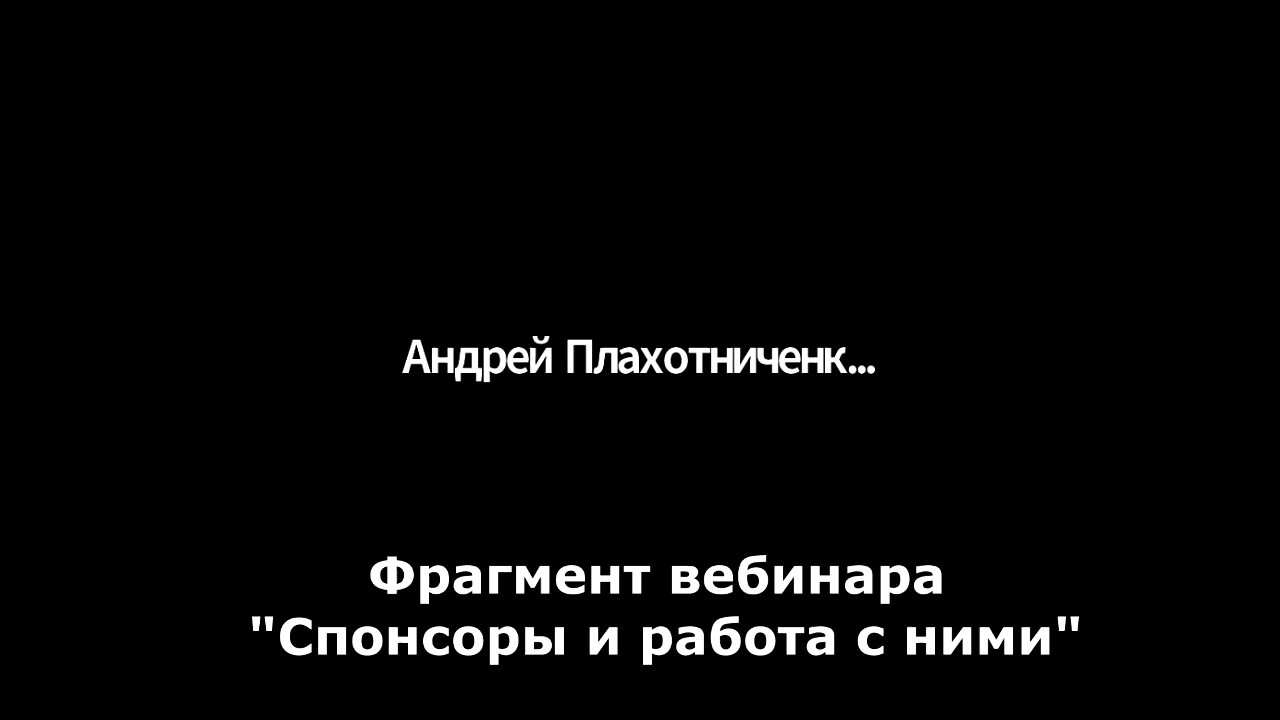 Андрей Плахотниченк...
Фрагмент вебинара
"Спонсоры и работа с ними"